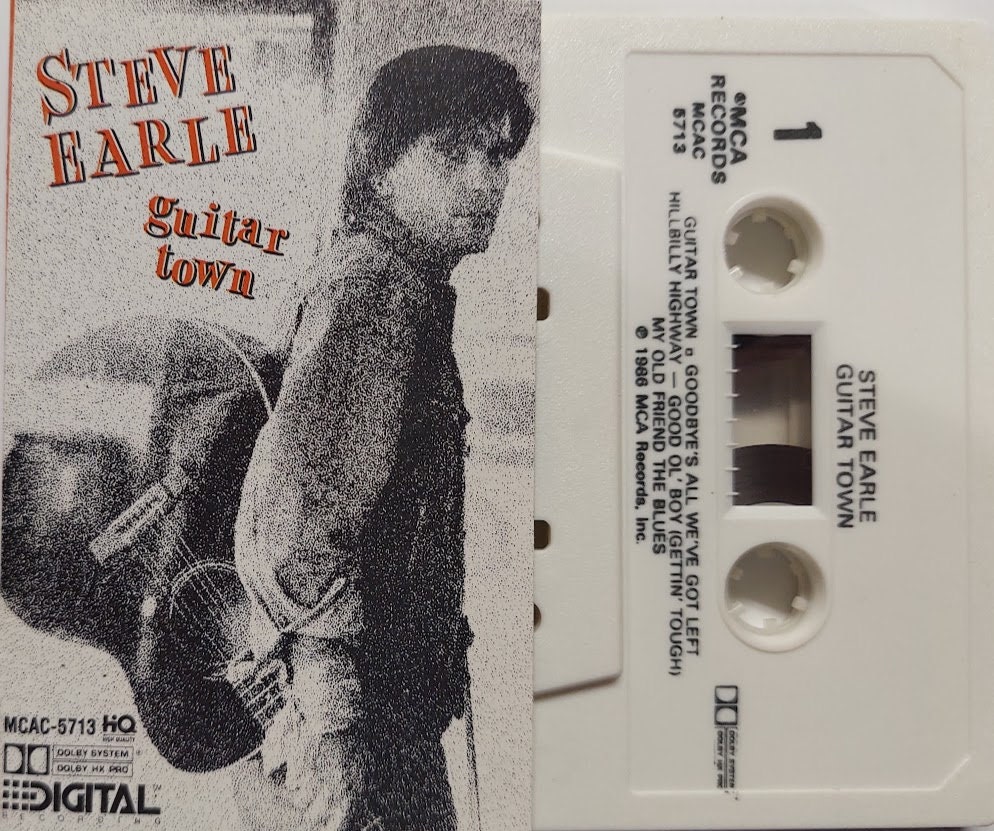 STEVE
EARLE
guitar
town
MCAC-5713 HQ
HIGH QUALITY
DOLBY SYSTEM ®
DOLBY HX PRO
DIGITAL
RECORDING
STEVE EARLE
GUITAR TOWN
1
MCA
RECORDS
MCAC
5713
GUITAR TOWN GOODBYE'S ALL WE'VE GOT LEFT
HILLBILLY HIGHWAY — GOOD OL' BOY (GETTIN' TOUGH)
MY OLD FRIEND THE BLUES
℗ 1986 MCA Records, Inc.
DOLBY SYSTEM
DOLBY HX PRO